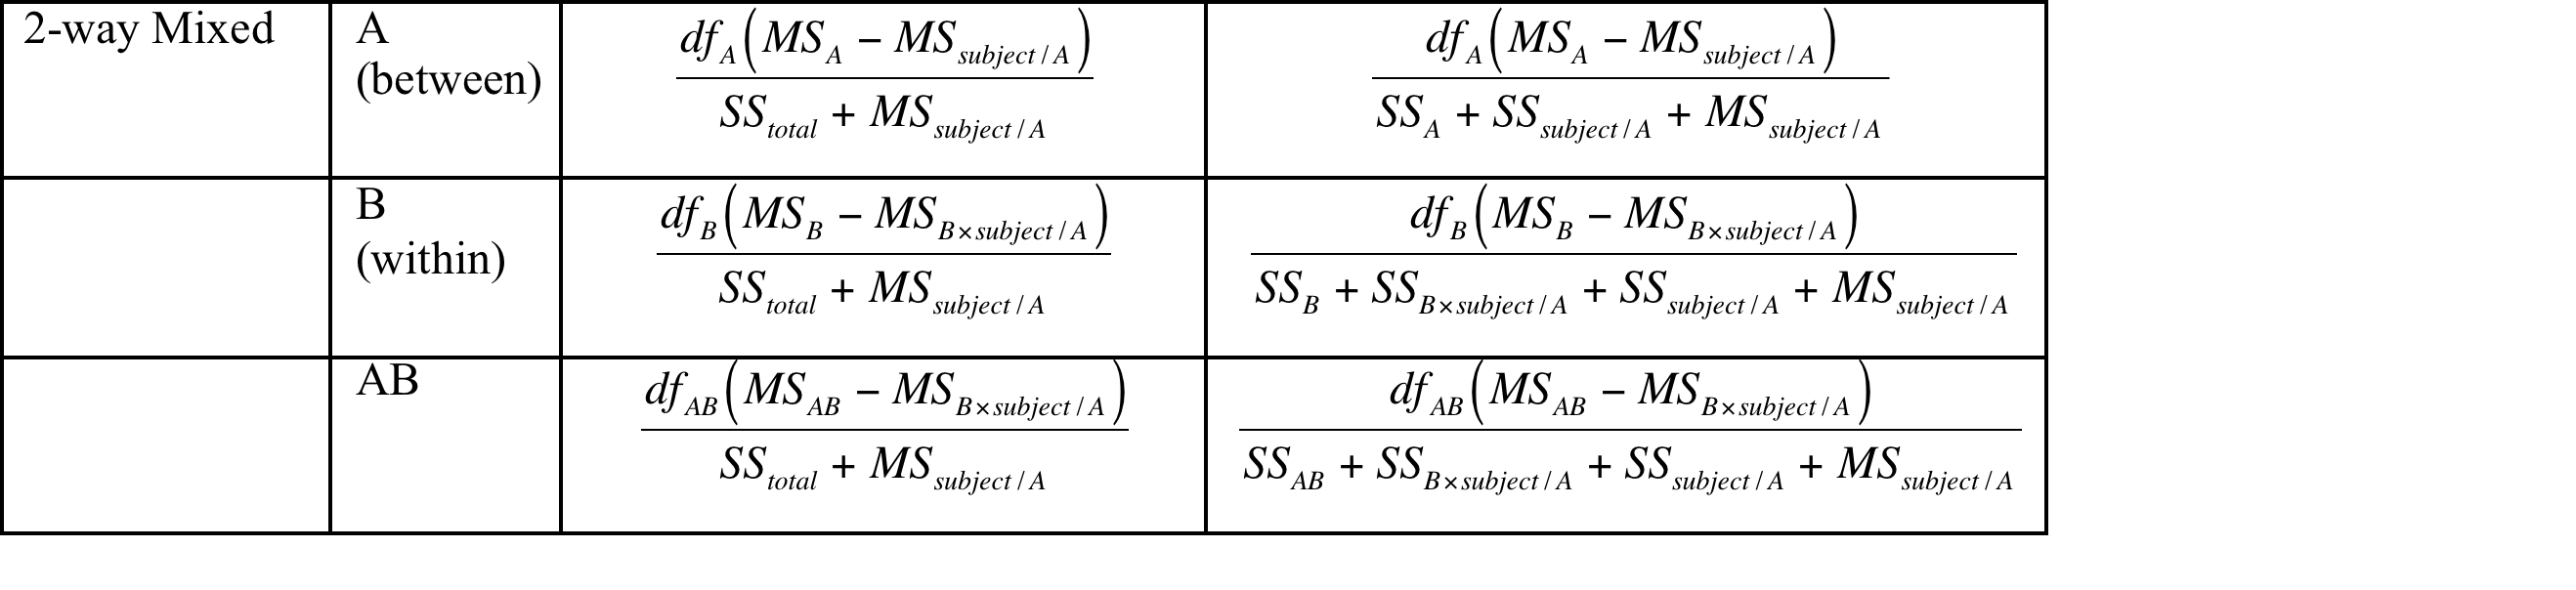 2-way Mixed
A
(between)
df_A(MS_A − MS_subject / A)
SS_total + MS_subject / A
df_A(MS_A − MS_subject / A)
SS_A + SS_subject / A + MS_subject / A
B
(within)
df_B(MS_B − MS_B×subject / A)
SS_total + MS_subject / A
df_B(MS_B − MS_B×subject / A)
SS_B + SS_B×subject / A + SS_subject / A + MS_subject / A
AB
df_AB(MS_AB − MS_B×subject / A)
SS_total + MS_subject / A
df_AB(MS_AB − MS_B×subject / A)
SS_AB + SS_B×subject / A + SS_subject / A + MS_subject / A